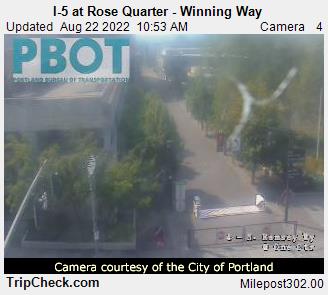 I-5 at Rose Quarter - Winning Way
Updated Aug 22 2022 10:53 AM Camera 4
PBOT
PORTLAND BUREAU OF TRANSPORTATION
Camera courtesy of the City of Portland
TripCheck.com Milepost302.00